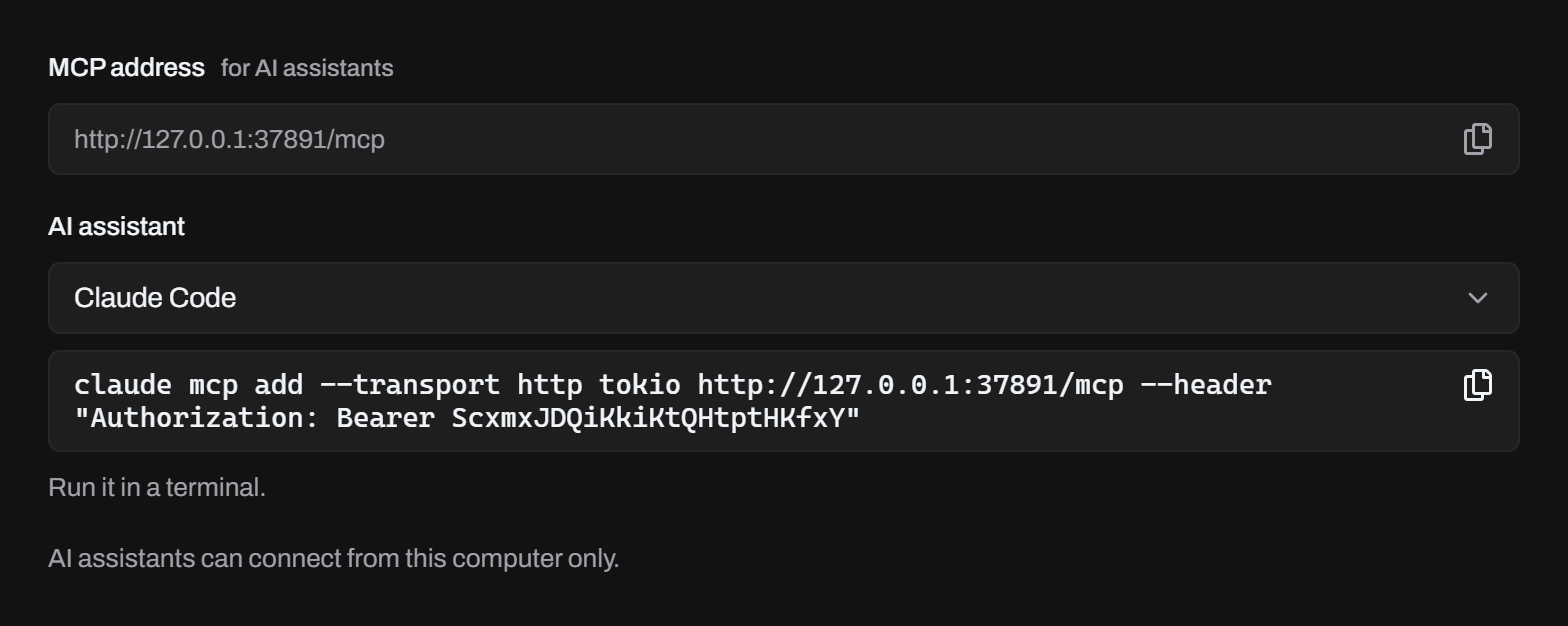 MCP address for AI assistants
http://127.0.0.1:37891/mcp
AI assistant
Claude Code
claude mcp add --transport http tokio http://127.0.0.1:37891/mcp --header
"Authorization: Bearer ScxmxJDQiKkiKtQHtptHKfxY"
Run it in a terminal.
AI assistants can connect from this computer only.